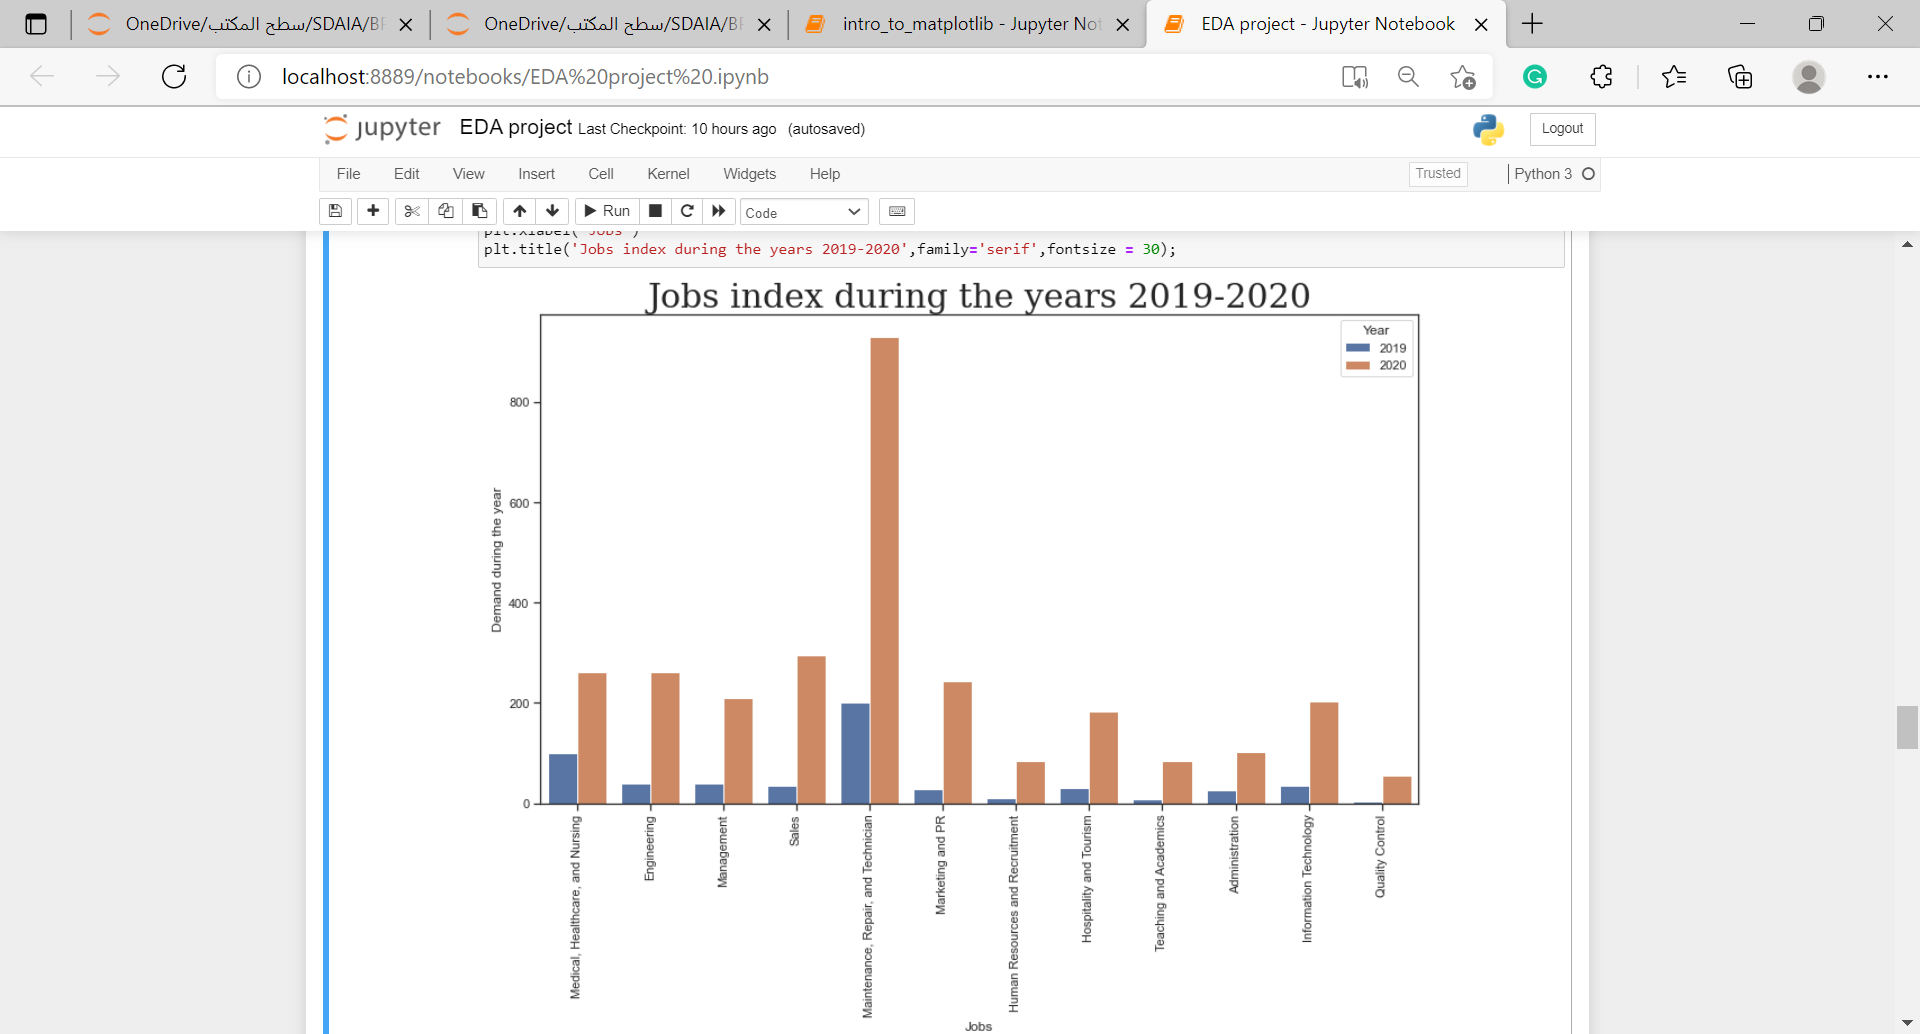 OneDrive/سطح المكتب/SDAIA/BF
OneDrive/سطح المكتب/SDAIA/BF
intro_to_matplotlib - Jupyter Not
EDA project - Jupyter Notebook
localhost:8889/notebooks/EDA%20project%20.ipynb
jupyter EDA project Last Checkpoint: 10 hours ago (autosaved)
Logout
File Edit View Insert Cell Kernel Widgets Help
Trusted
Python 3
Run
Code
plt.xlabel('Jobs')
plt.title('Jobs index during the years 2019-2020',family='serif',fontsize = 30);
Jobs index during the years 2019-2020
Year
2019
2020
800
600
400
200
0
Demand during the year
Medical, Healthcare, and Nursing
Engineering
Management
Sales
Maintenance, Repair, and Technician
Marketing and PR
Human Resources and Recruitment
Hospitality and Tourism
Teaching and Academics
Administration
Information Technology
Quality Control
Jobs